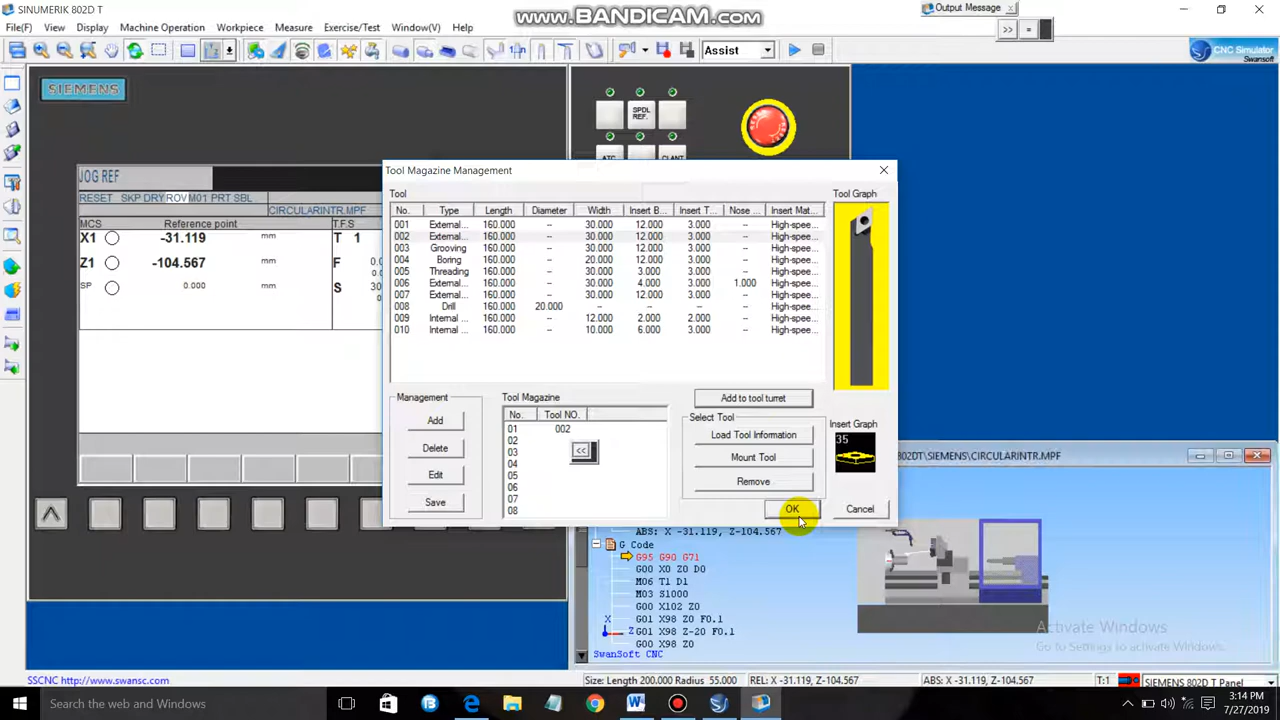 SINUMERIK 802D T
www.BANDICAM.com
Output Message
File(F) View Display Machine Operation Workpiece Measure Exercise/Test Window(V) Help
>> =
Assist
CNC Simulator
Swansoft
SIEMENS
SPDL
REF.
JOG REF
RESET SKP DRY ROV M01 PRT SBL
CIRCULARINTR.MPF
MCS Reference point T.F.S
X1 -31.119 mm T 1
Z1 -104.567 mm F
SP 0.000 mm S
Tool Magazine Management
Tool
Tool Graph
No. Type Length Diameter Width Insert B... Insert T... Nose ... Insert Mat...
001 External... 160.000 -- 30.000 12.000 3.000 -- High-spee...
002 External... 160.000 -- 30.000 12.000 3.000 -- High-spee...
003 Grooving 160.000 -- 30.000 12.000 3.000 -- High-spee...
004 Boring 160.000 -- 20.000 12.000 3.000 -- High-spee...
005 Threading 160.000 -- 30.000 3.000 3.000 -- High-spee...
006 External... 160.000 -- 30.000 4.000 3.000 1.000 High-spee...
007 External... 160.000 -- 30.000 12.000 3.000 -- High-spee...
008 Drill 160.000 20.000 -- -- -- -- High-spee...
009 Internal ... 160.000 -- 12.000 2.000 2.000 -- High-spee...
010 Internal ... 160.000 -- 10.000 6.000 3.000 -- High-spee...
Management
Add
Delete
Edit
Save
Tool Magazine
No. Tool NO.
01 002
02
03
04
05
06
07
08
<<
Add to tool turret
Select Tool
Load Tool Information
Mount Tool
Remove
Insert Graph
35
OK
Cancel
802DT\SIEMENS\CIRCULARINTR.MPF
ABS: X -31.119, Z-104.567
G Code
G95 G90 G71
G00 X0 Z0 D0
M06 T1 D1
M03 S1000
G00 X102 Z0
G01 X98 Z0 F0.1
G01 X98 Z-20 F0.1
G00 X98 Z0
X
Z
SwanSoft CNC
Activate Windows
Go to Settings to activate Windows.
SSCNC http://www.swansc.com
Size: Length 200.000 Radius 55.000 REL: X -31.119, Z-104.567 ABS: X -31.119, Z-104.567 T:1 SIEMENS 802D T Panel
Search the web and Windows
3:14 PM
7/27/2019